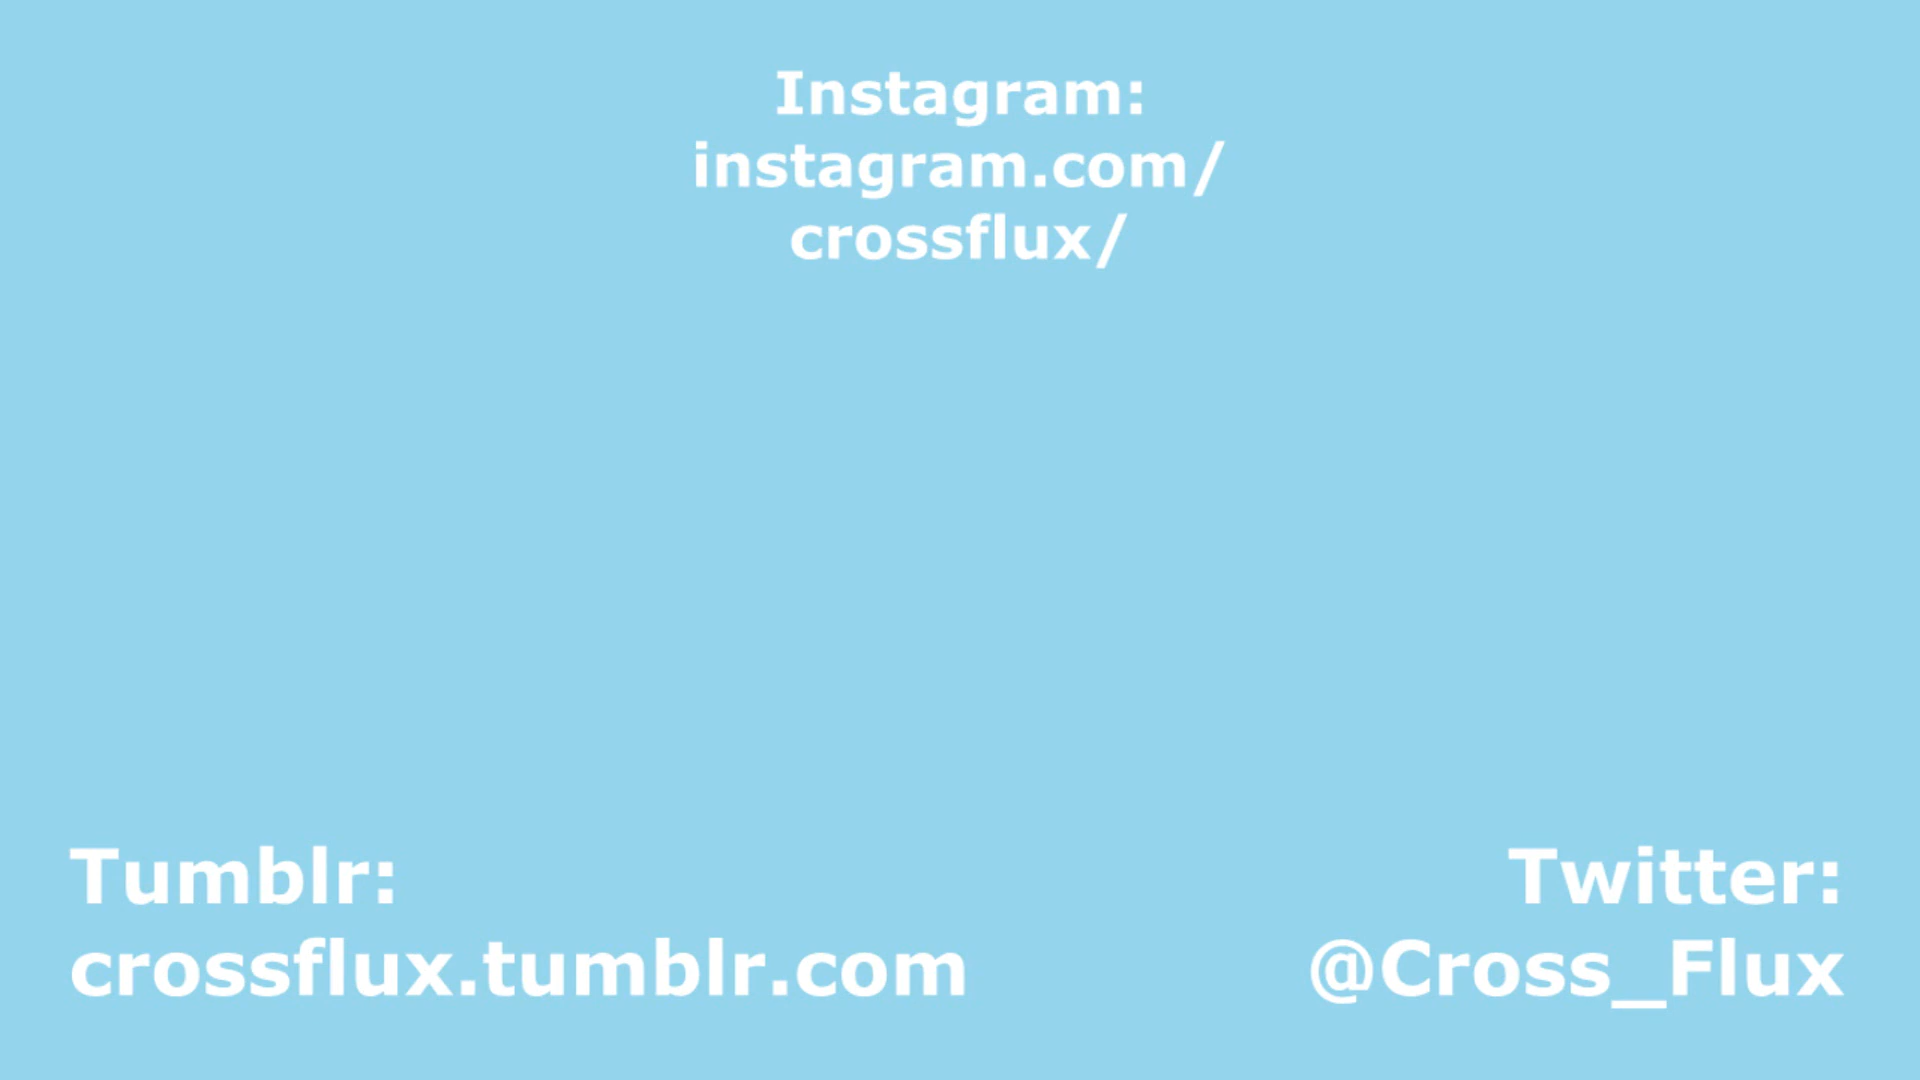 Instagram:
instagram.com/
crossflux/
Tumblr:
crossflux.tumblr.com
Twitter:
@Cross_Flux